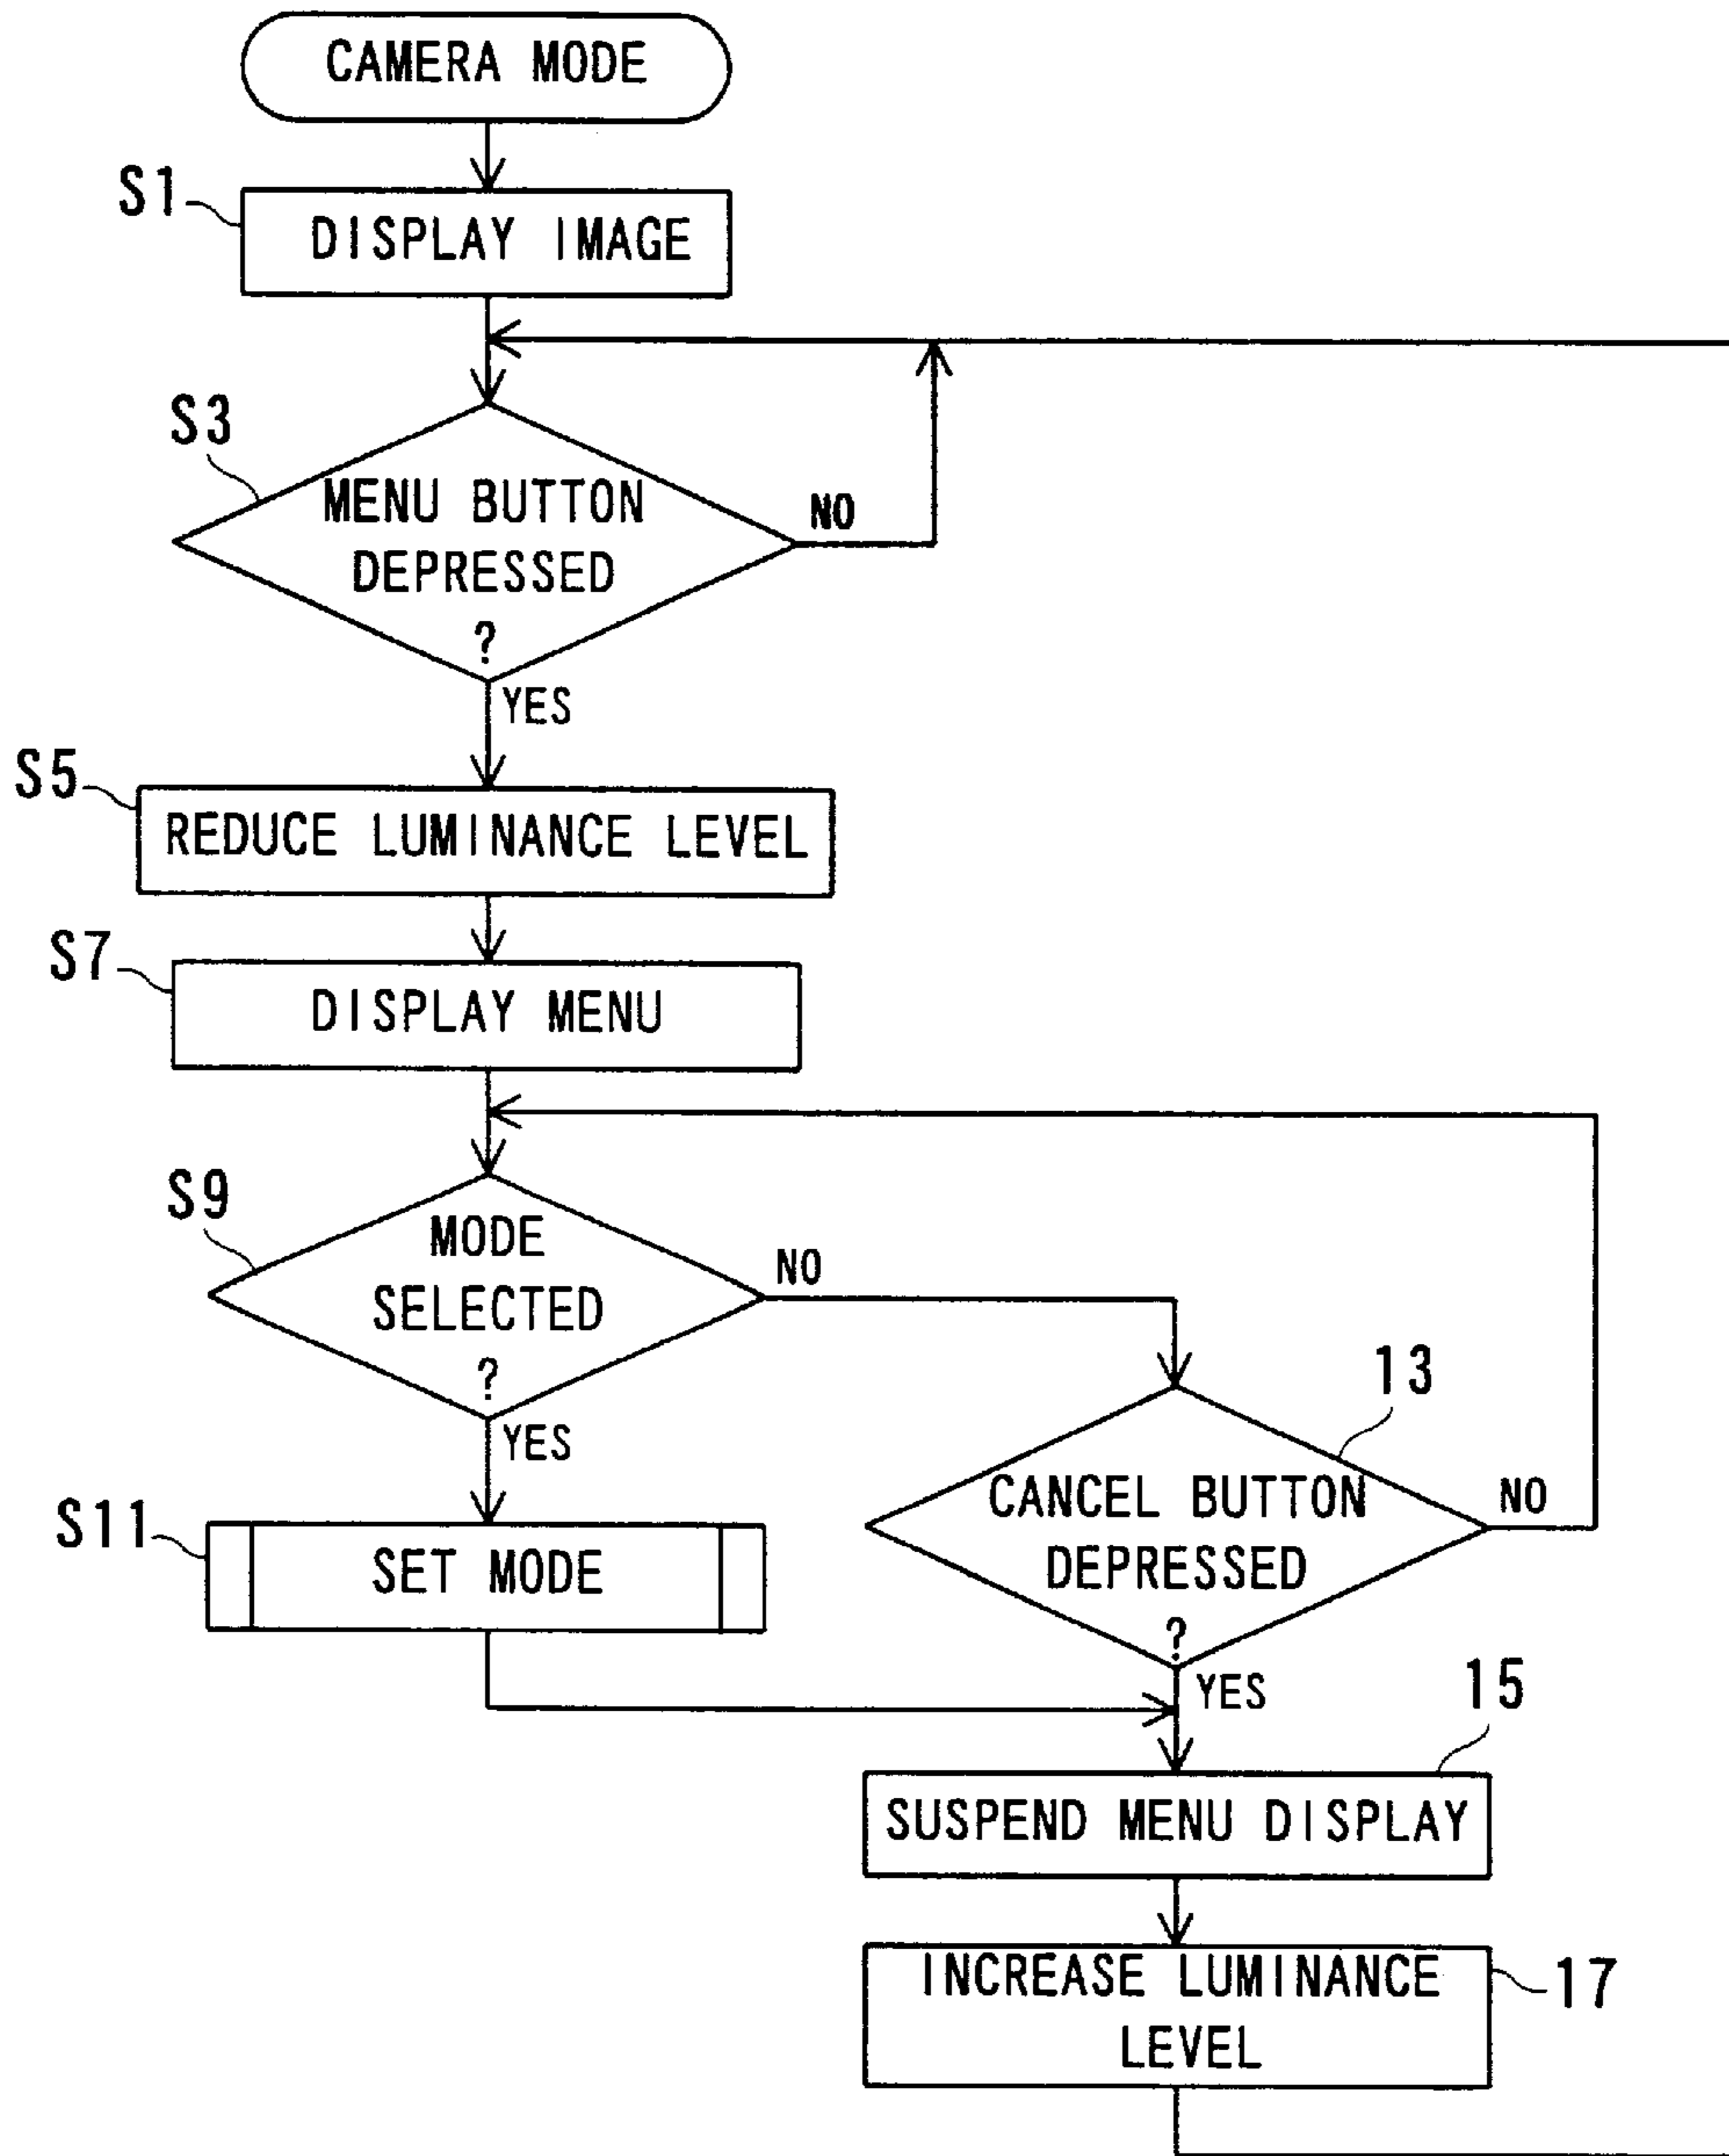 CAMERA MODE
S1
DISPLAY IMAGE
S3
MENU BUTTON
DEPRESSED
?
NO
YES
S5
REDUCE LUMINANCE LEVEL
S7
DISPLAY MENU
S9
MODE
SELECTED
?
NO
YES
13
CANCEL BUTTON
DEPRESSED
?
NO
YES
S11
SET MODE
15
SUSPEND MENU DISPLAY
INCREASE LUMINANCE
LEVEL
17